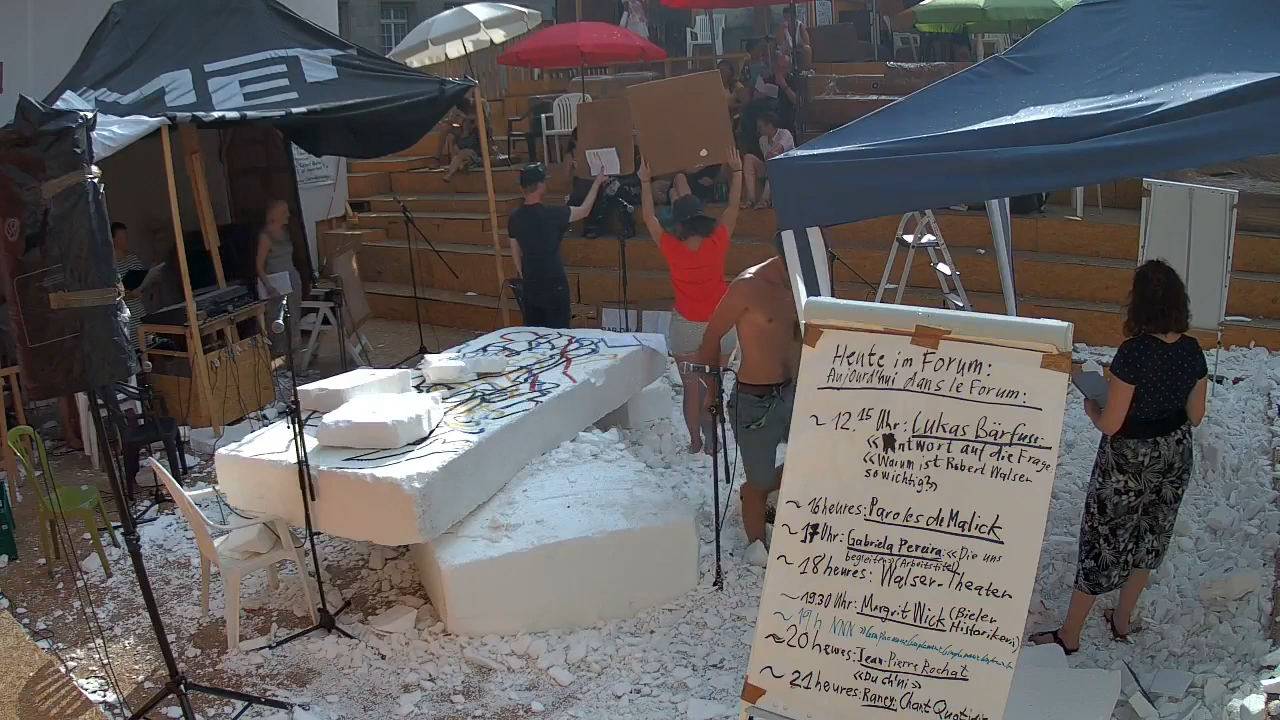 Heute im Forum:
Aujourd'hui dans le Forum:
~ 12.15 Uhr: Lukas Bärfuss:
«Antwort auf die Frage
«Warum ist Robert Walser
so wichtig?»
~ 16 heures: Paroles de Malick
~ 17 Uhr: Gabriela Pereira: «Die uns
begleiten» (Arbeitstitel)
~ 18 heures: Walser-Theater
~ 19.30 Uhr: Margrit Wick (Bieler
Historikerin)
~ 19h NNN
~ 20 heures: Jean-Pierre Rochat
«Du ch'ni»
~ 21 heures: Raney: Chant